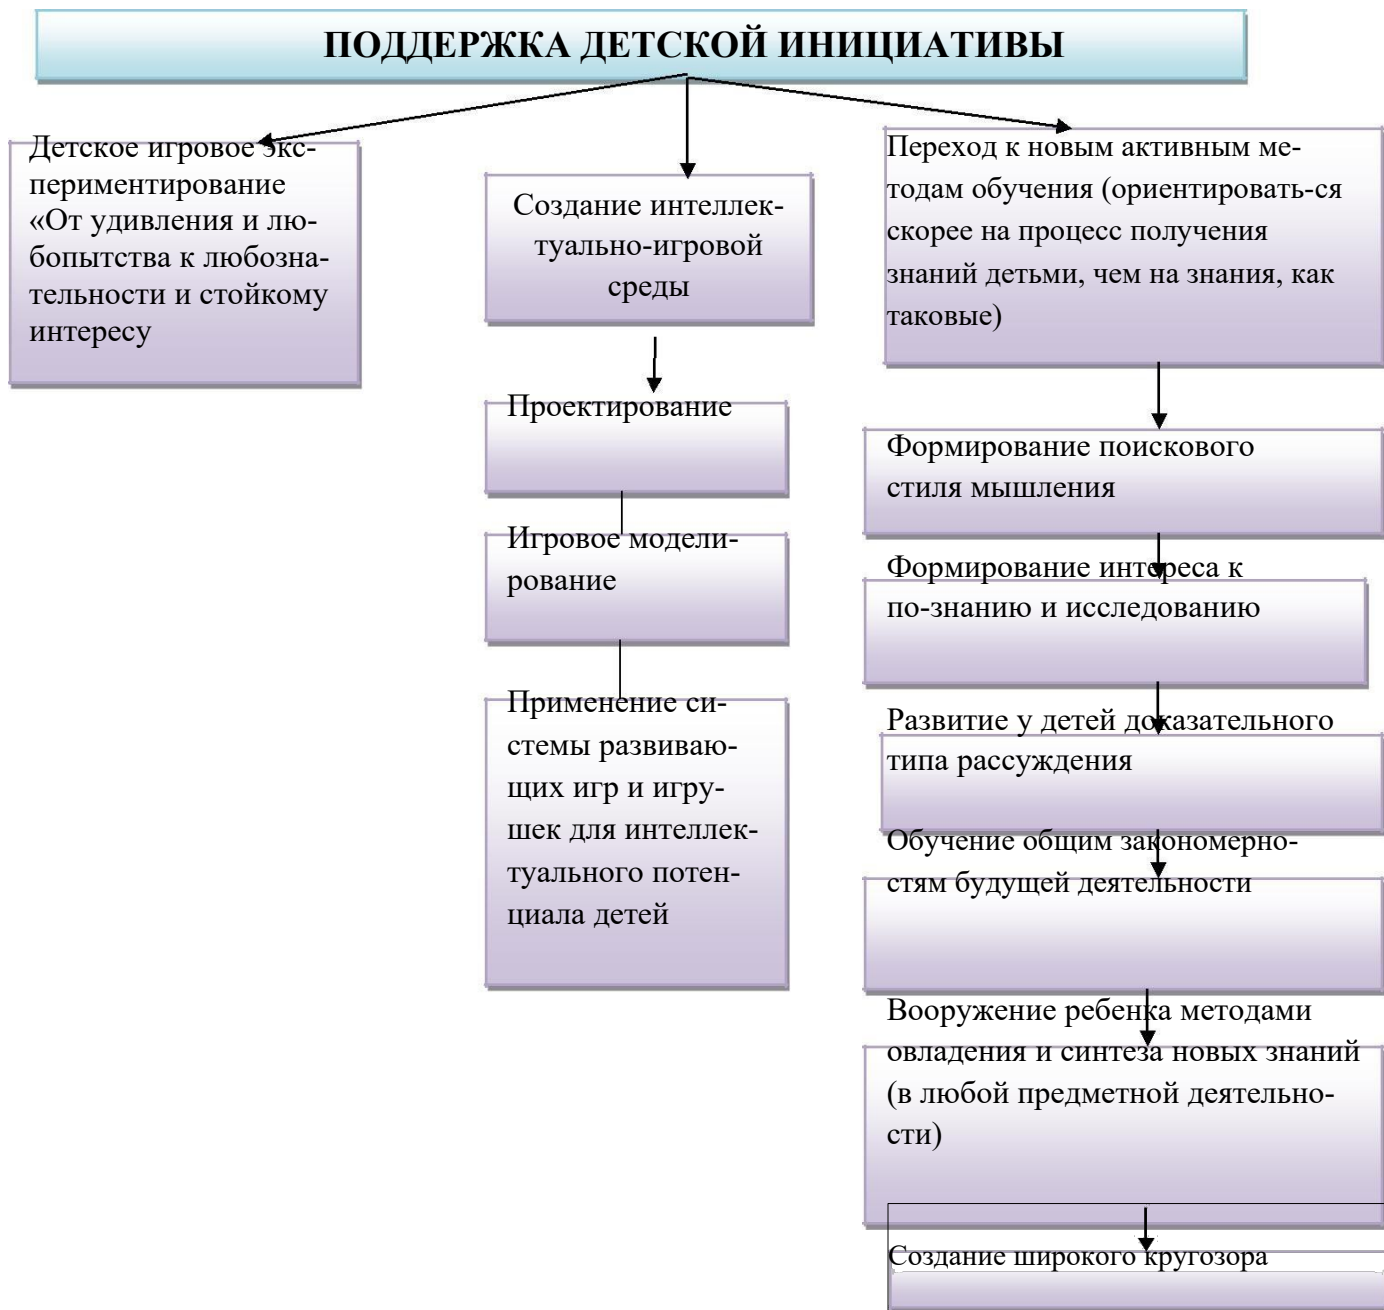 ПОДДЕРЖКА ДЕТСКОЙ ИНИЦИАТИВЫ
Детское игровое экс-
периментирование
«От удивления и лю-
бопытства к любозна-
тельности и стойкому
интересу
Создание интеллек-
туально-игровой
среды
Проектирование
Игровое модели-
рование
Применение си-
стемы развиваю-
щих игр и игру-
шек для интеллек-
туального потен-
циала детей
Переход к новым активным ме-
тодам обучения (ориентировать-ся
скорее на процесс получения
знаний детьми, чем на знания, как
таковые)
Формирование поискового
стиля мышления
Формирование интереса к
по-знанию и исследованию
Развитие у детей доказательного
типа рассуждения
Обучение общим закономерно-
стям будущей деятельности
Вооружение ребенка методами
овладения и синтеза новых знаний
(в любой предметной деятельно-
сти)
Создание широкого кругозора